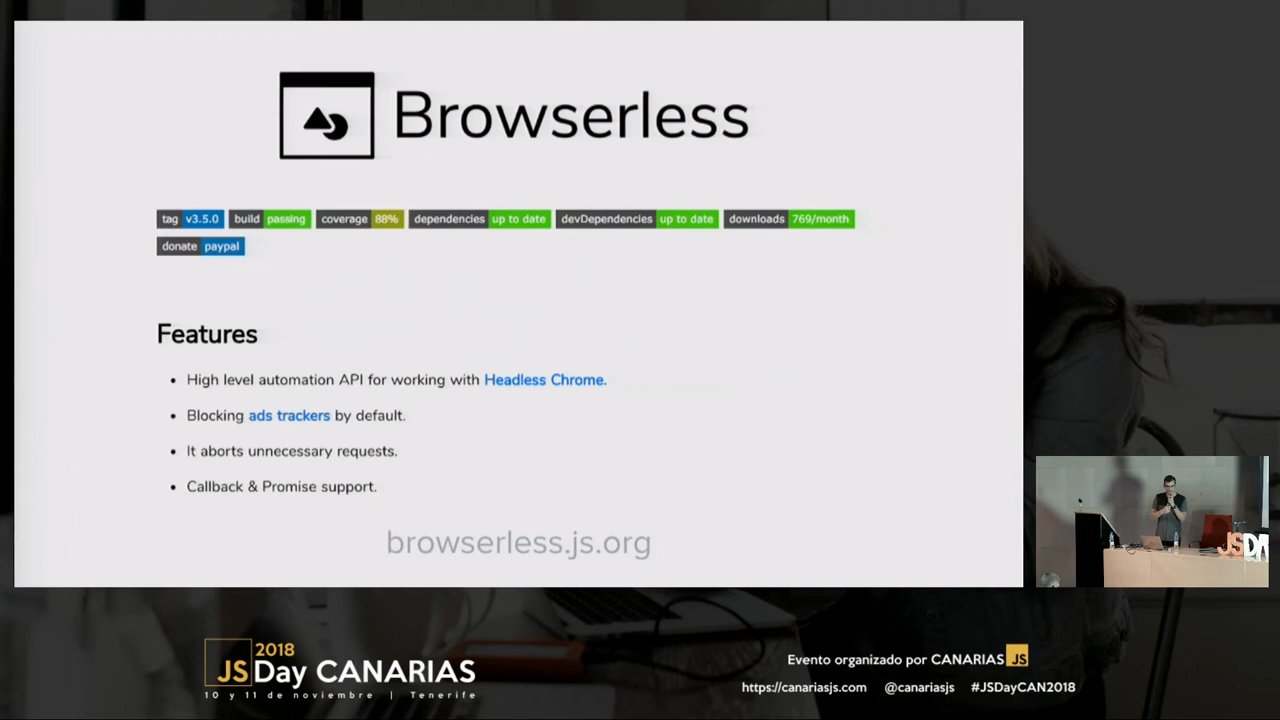 Browserless
tag v3.5.0 build passing coverage 88% dependencies up to date devDependencies up to date downloads 769/month
donate paypal
Features
High level automation API for working with Headless Chrome.
Blocking ads trackers by default.
It aborts unnecessary requests.
Callback & Promise support.
browserless.js.org
JSDA
2018
JSDay CANARIAS
10 y 11 de noviembre | Tenerife
Evento organizado por CANARIAS JS
https://canariasjs.com @canariasjs #JSDayCAN2018